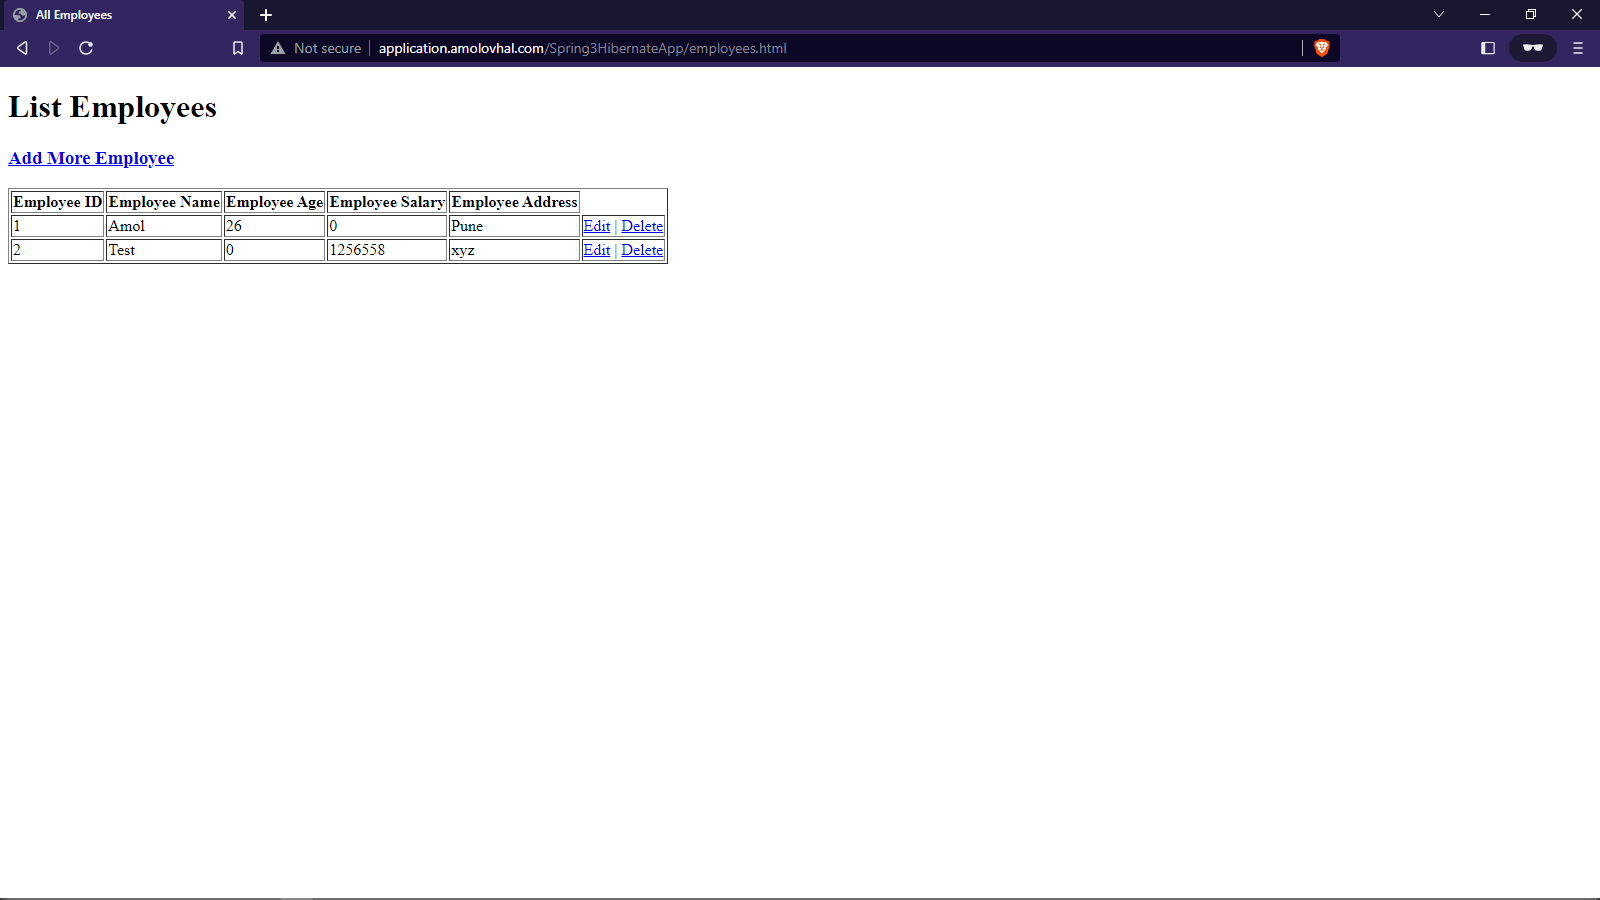 All Employees
Not secure application.amolovhal.com/Spring3HibernateApp/employees.html
List Employees
Add More Employee
Employee ID Employee Name Employee Age Employee Salary Employee Address
1 Amol 26 0 Pune Edit | Delete
2 Test 0 1256558 xyz Edit | Delete